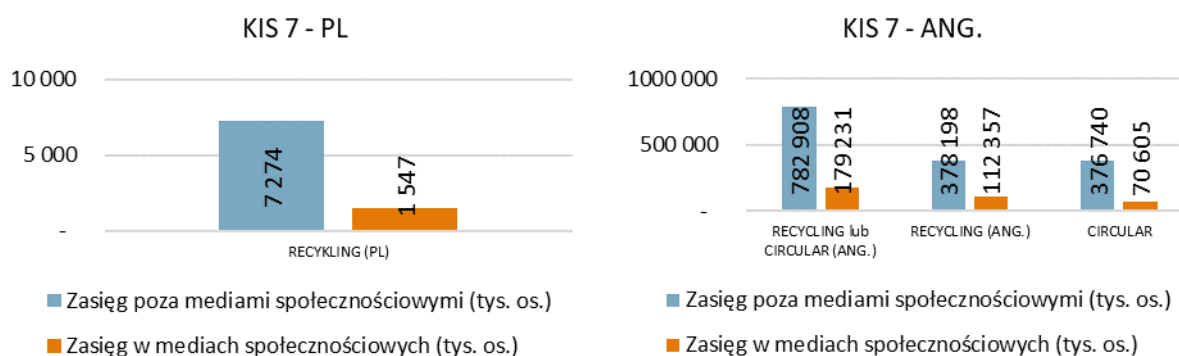 KIS 7 - PL
10 000
5 000
-
7 274
1 547
RECYKLING (PL)
Zasięg poza mediami społecznościowymi (tys. os.)
Zasięg w mediach społecznościowych (tys. os.)
KIS 7 - ANG.
1000 000
500 000
-
782 908
179 231
378 198
112 357
376 740
70 605
RECYCLING lub
CIRCULAR (ANG.)
RECYCLING (ANG.)
CIRCULAR
Zasięg poza mediami społecznościowymi (tys. os.)
Zasięg w mediach społecznościowych (tys. os.)